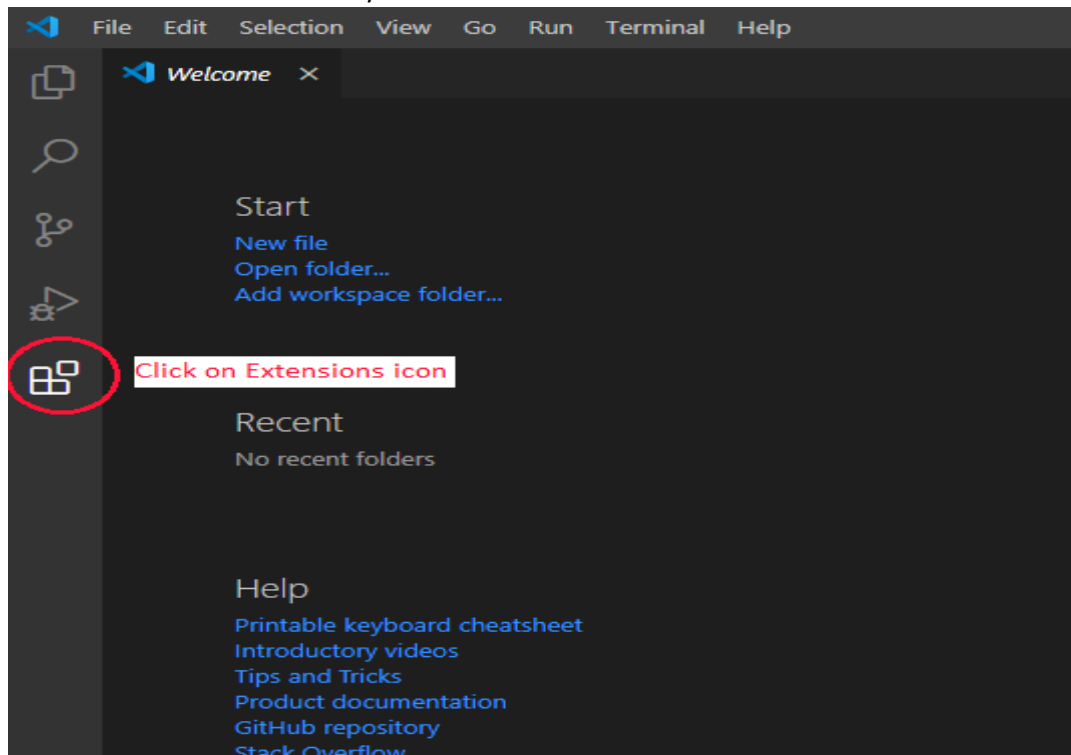 File Edit Selection View Go Run Terminal Help
Welcome
Start
New file
Open folder...
Add workspace folder...
Click on Extensions icon
Recent
No recent folders
Help
Printable keyboard cheatsheet
Introductory videos
Tips and Tricks
Product documentation
GitHub repository
Stack Overflow